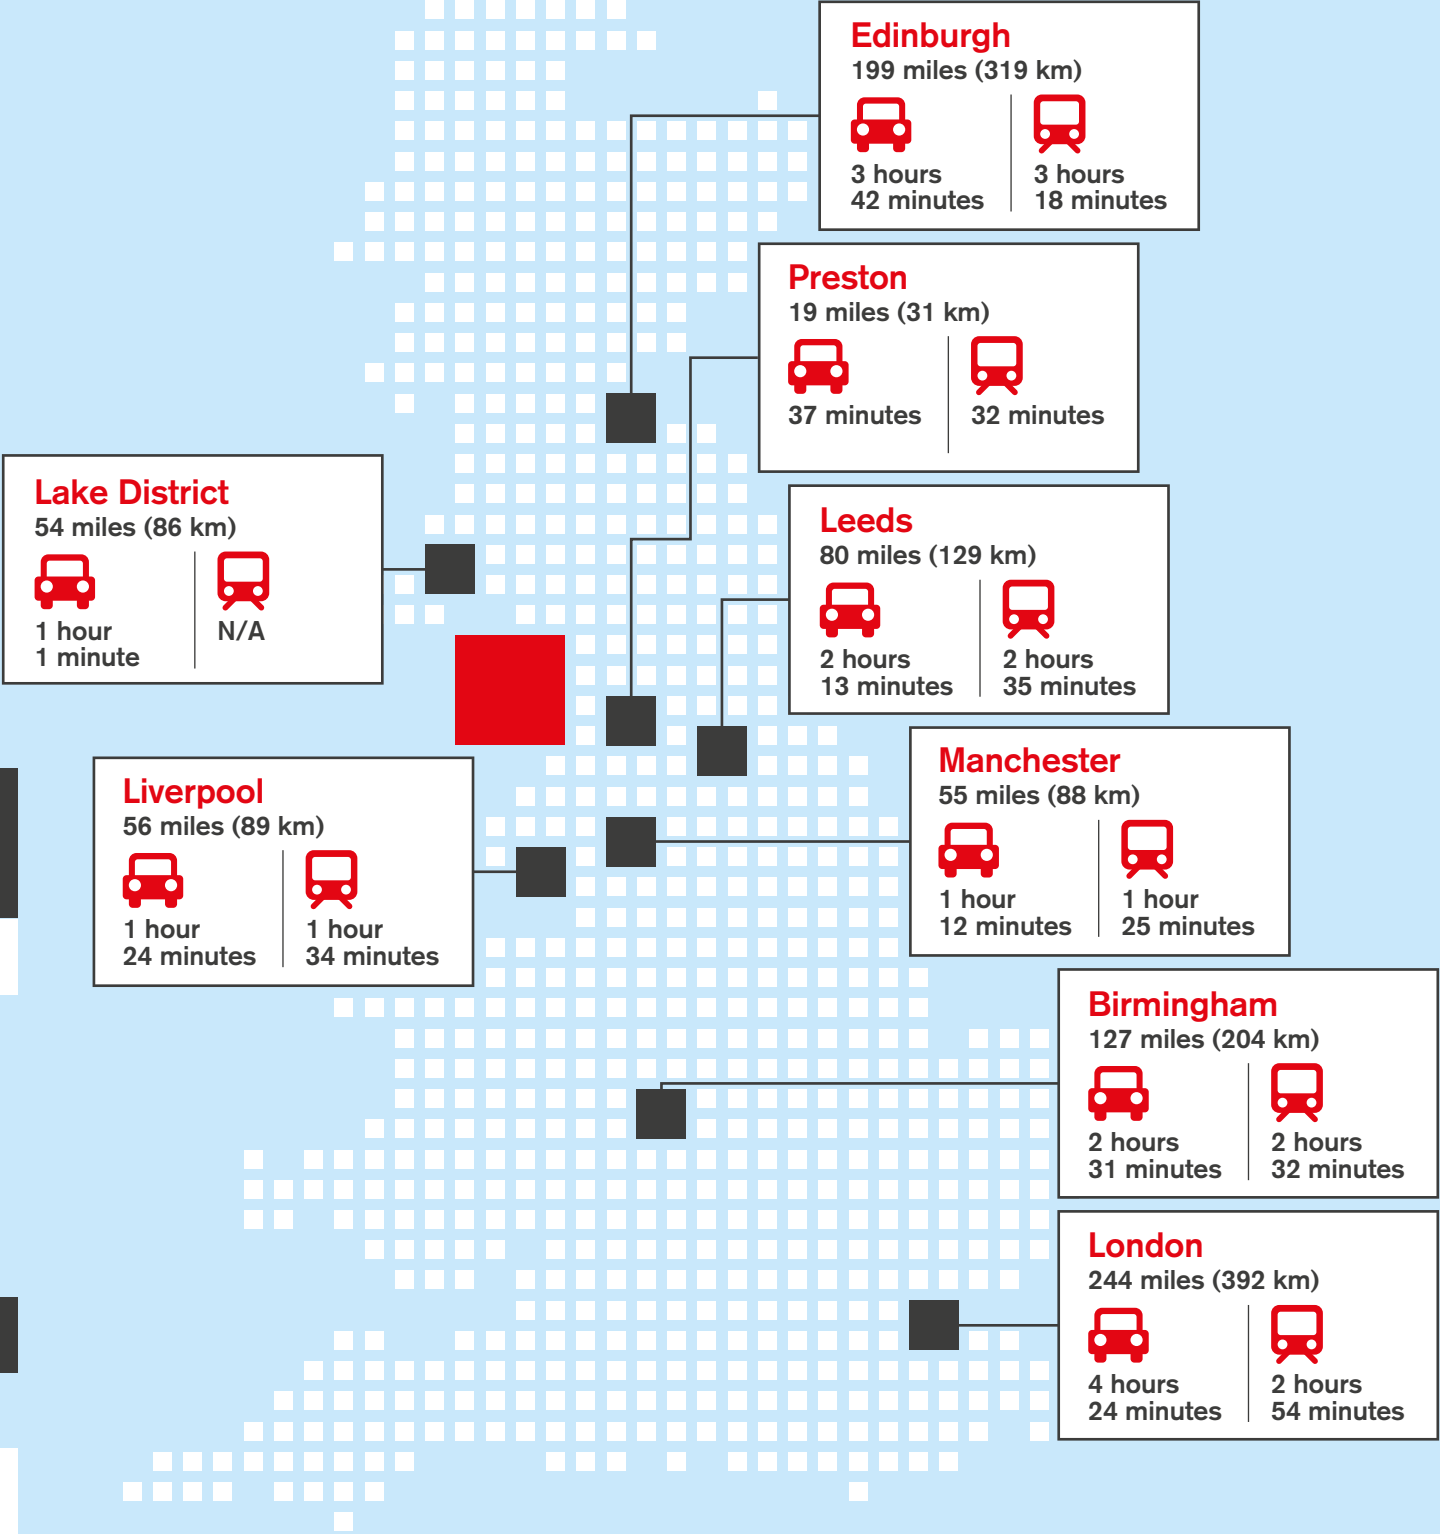 Edinburgh
199 miles (319 km)
3 hours
42 minutes
3 hours
18 minutes
Preston
19 miles (31 km)
37 minutes
32 minutes
Lake District
54 miles (86 km)
1 hour
1 minute
N/A
Leeds
80 miles (129 km)
2 hours
13 minutes
2 hours
35 minutes
Manchester
55 miles (88 km)
1 hour
12 minutes
1 hour
25 minutes
Liverpool
56 miles (89 km)
1 hour
24 minutes
1 hour
34 minutes
Birmingham
127 miles (204 km)
2 hours
31 minutes
2 hours
32 minutes
London
244 miles (392 km)
4 hours
24 minutes
2 hours
54 minutes